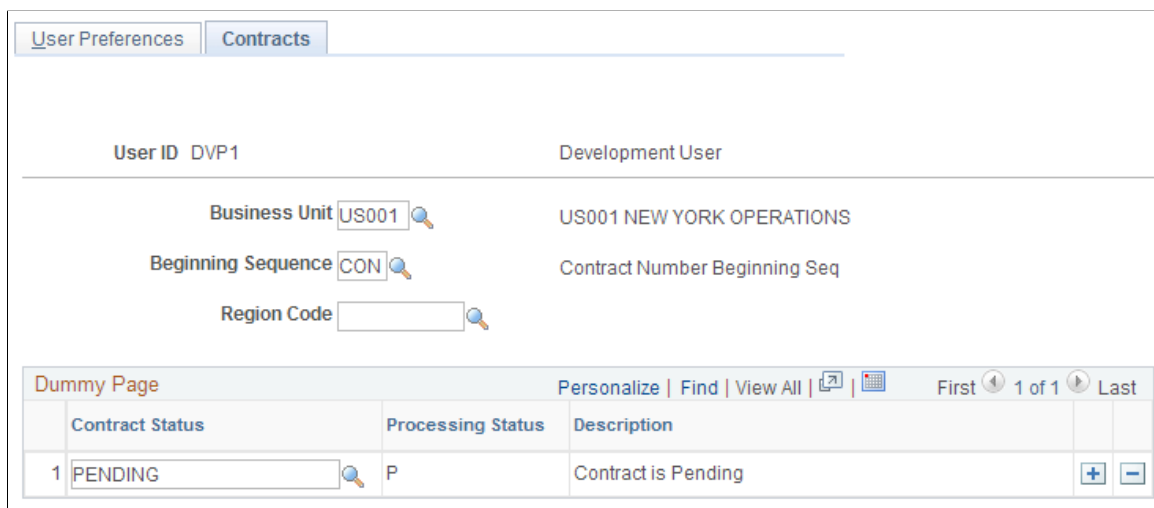 User Preferences Contracts
User ID DVP1 Development User
Business Unit US001 US001 NEW YORK OPERATIONS
Beginning Sequence CON Contract Number Beginning Seq
Region Code
Dummy Page Personalize | Find | View All | | First 1 of 1 Last
Contract Status Processing Status Description
1 PENDING P Contract is Pending + −